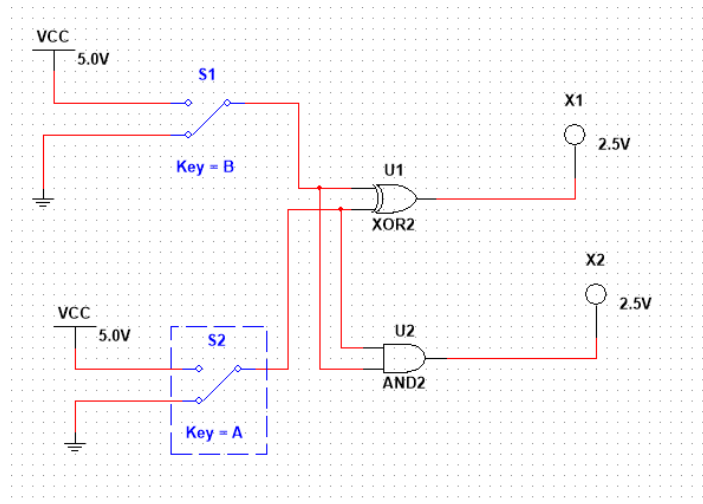 VCC
5.0V
S1
Key = B
X1
2.5V
U1
XOR2
X2
2.5V
VCC
5.0V
S2
Key = A
U2
AND2